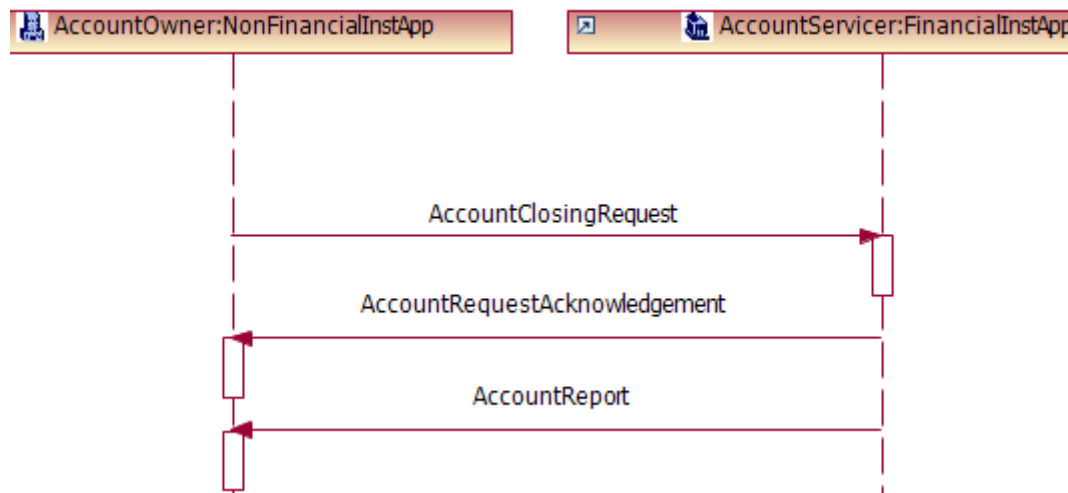 AccountOwner:NonFinancialInstApp
AccountServicer:FinancialInstApp
AccountClosingRequest
AccountRequestAcknowledgement
AccountReport